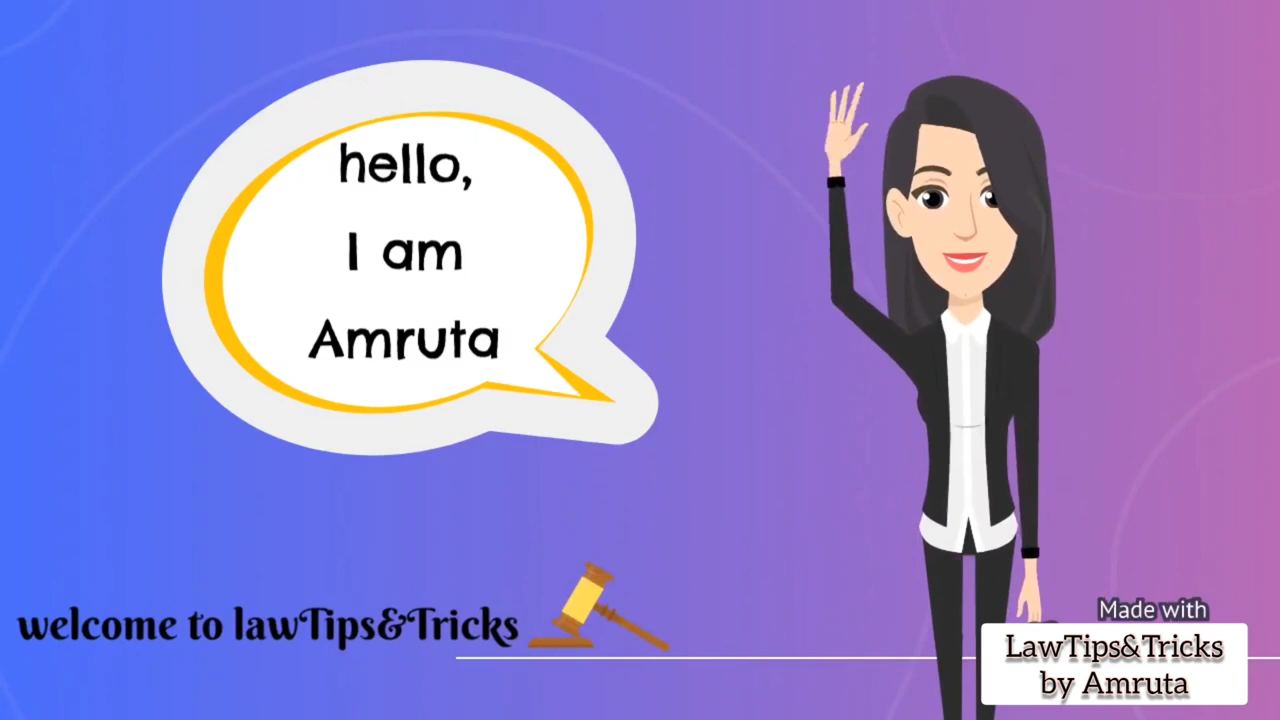 hello,
I am
Amruta
welcome to lawTips&Tricks
Made with
LawTips&Tricks
by Amruta